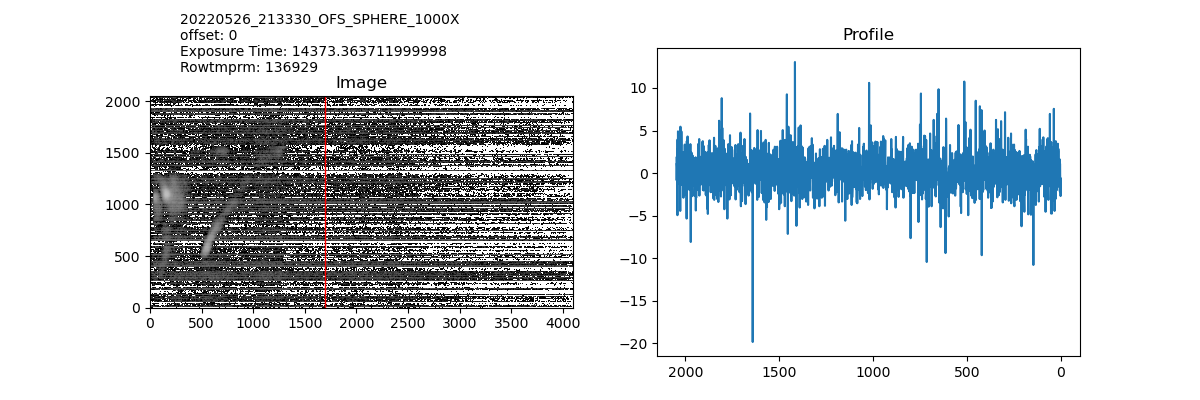 20220526_213330_OFS_SPHERE_1000X
offset: 0
Exposure Time: 14373.363711999998
Rowtmprm: 136929
Image
2000
1500
1000
500
0
0 500 1000 1500 2000 2500 3000 3500 4000
Profile
10
5
0
−5
−10
−15
−20
2000 1500 1000 500 0